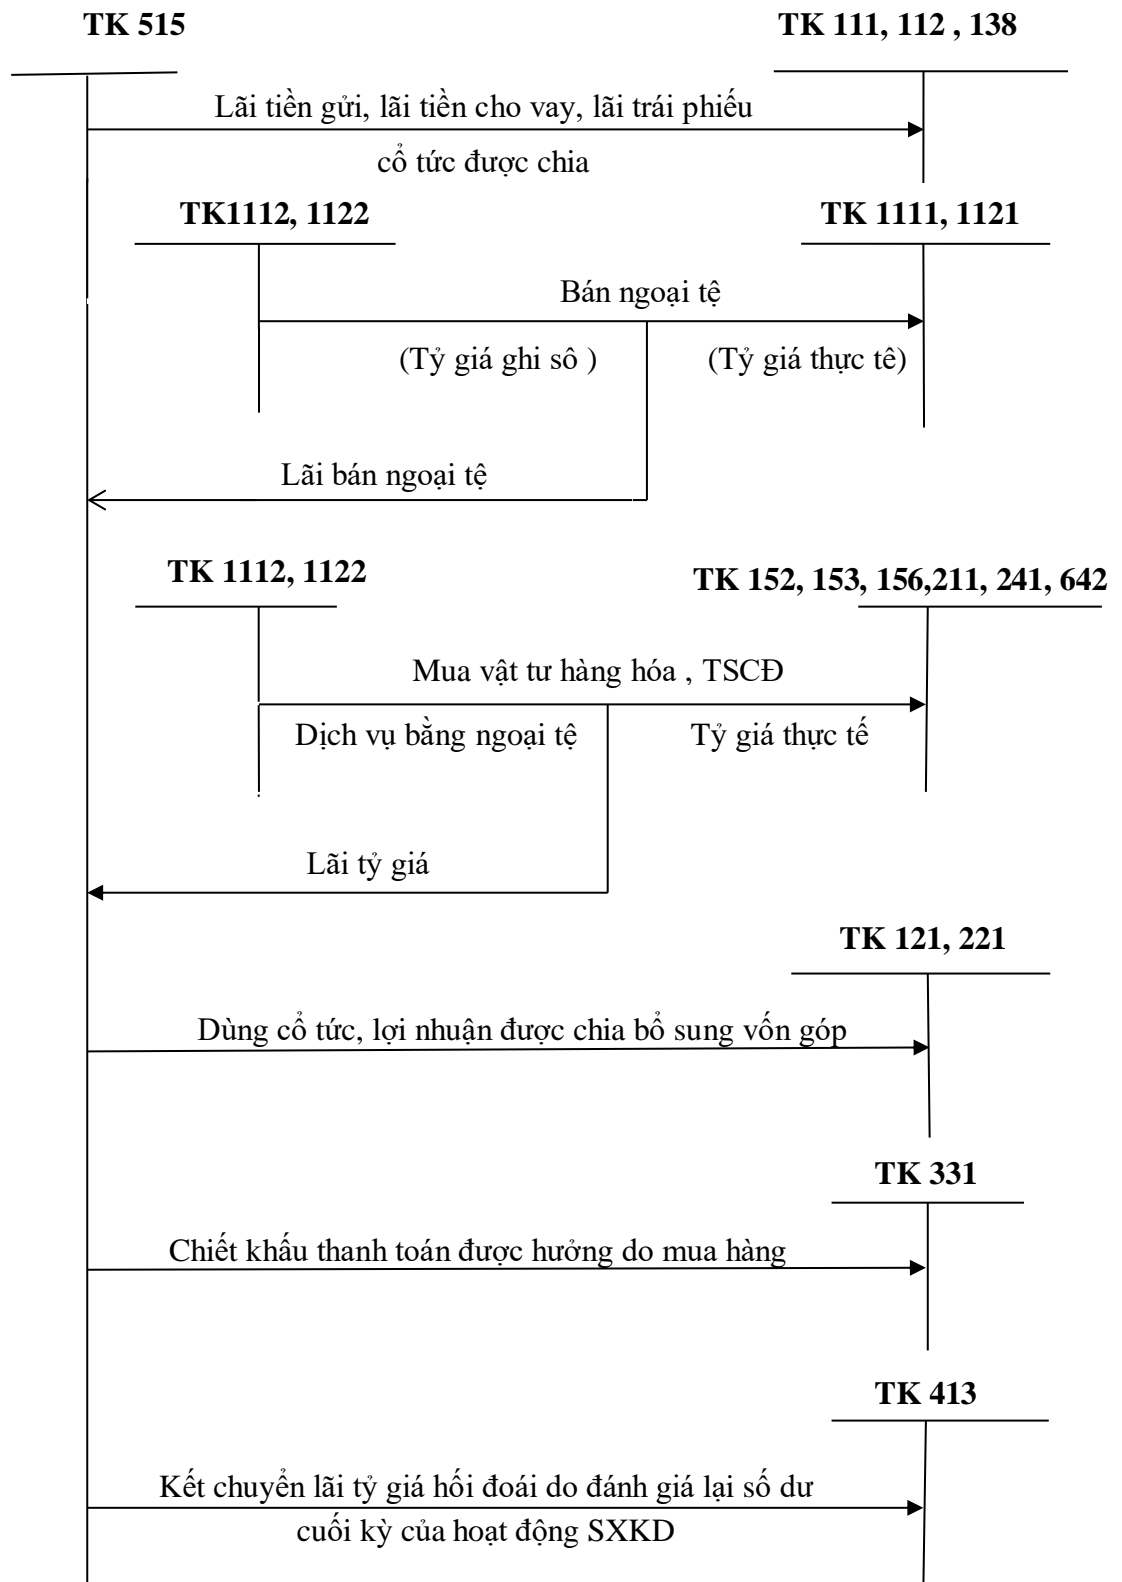 TK 515
TK 111, 112 , 138
Lãi tiền gửi, lãi tiền cho vay, lãi trái phiếu
cổ tức được chia
TK1112, 1122
TK 1111, 1121
Bán ngoại tệ
(Tỷ giá ghi sô )
(Tỷ giá thực tê)
Lãi bán ngoại tệ
TK 1112, 1122
TK 152, 153, 156,211, 241, 642
Mua vật tư hàng hóa , TSCĐ
Dịch vụ bằng ngoại tệ
Tỷ giá thực tế
Lãi tỷ giá
TK 121, 221
Dùng cổ tức, lợi nhuận được chia bổ sung vốn góp
TK 331
Chiết khấu thanh toán được hưởng do mua hàng
TK 413
Kết chuyển lãi tỷ giá hối đoái do đánh giá lại số dư
cuối kỳ của hoạt động SXKD